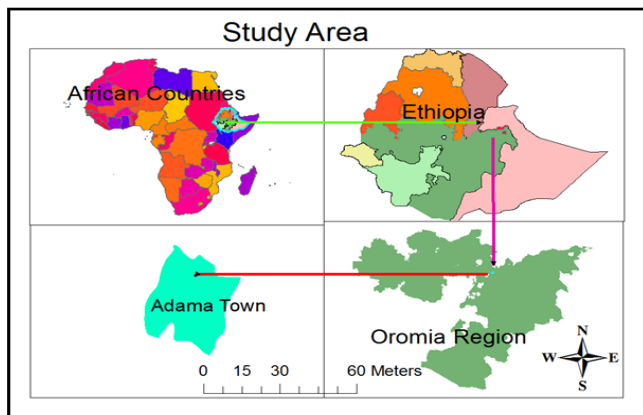 Study Area
African Countries
Ethiopia
Adama Town
Oromia Region
N
W E
S
0 15 30 60 Meters